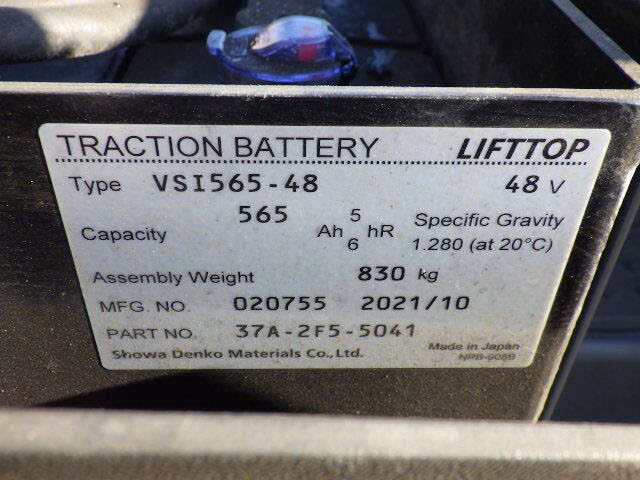 TRACTION BATTERY LIFTTOP
Type VSI565-48 48 V
Capacity 565 Ah 5 hR Specific Gravity
6 1.280 (at 20°C)
Assembly Weight 830 kg
MFG. NO. 020755 2021/10
PART NO. 37A-2F5-5041
Showa Denko Materials Co., Ltd. Made in Japan
NPB-908B